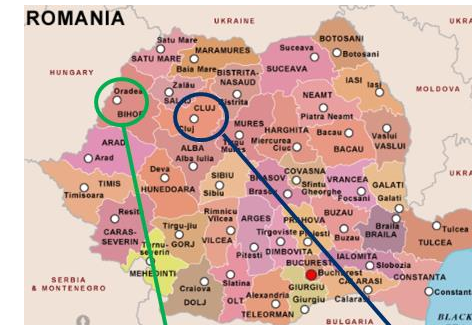 ROMANIA
UKRAINE
UKRA
HUNGARY
MOLDOVA
SERBIA
& MONTENEGRO
BULGARIA
BLACK
Satu Mare
SATU MARE
MARAMURES
Baia Mare
Suceava
SUCEAVA
BOTOSANI
Botosani
Oradea
BIHOR
Zalău
BISTRITA-
NASAUD
Bistrita
CLUJ
Cluj
NEAMT
Piatra Neamt
IASI
Iasi
MURES
Targu
Mures
HARGHITA
Miercurea
Ciuc
Bacau
BACAU
Vaslui
VASLUI
ARAD
Arad
ALBA
Alba Iulia
Deva
HUNEDOARA
SIBIU
Sibiu
BRASOV
Brasov
COVASNA
Sfintu
Gheorghe
VRANCEA
Focsani
GALATI
Galati
TIMIS
Timisoara
Resita
CARAS-
SEVERIN
Tirgu-jiu
GORJ
Rimnicu
Vilcea
VILCEA
ARGES
Pitesti
Tirgoviste
DIMBOVITA
PRAHOVA
Ploiesti
BUZAU
Buzau
Braila
BRAILA
Tulcea
TULCEA
MEHEDINTI
Craiova
DOLJ
Slatina
OLT
Alexandria
TELEORMAN
BUCURESTI
Bucharest
GIURGIU
Giurgiu
IALOMITA
Slobozia
CALARASI
Calarasi
CONSTANTA
Constant